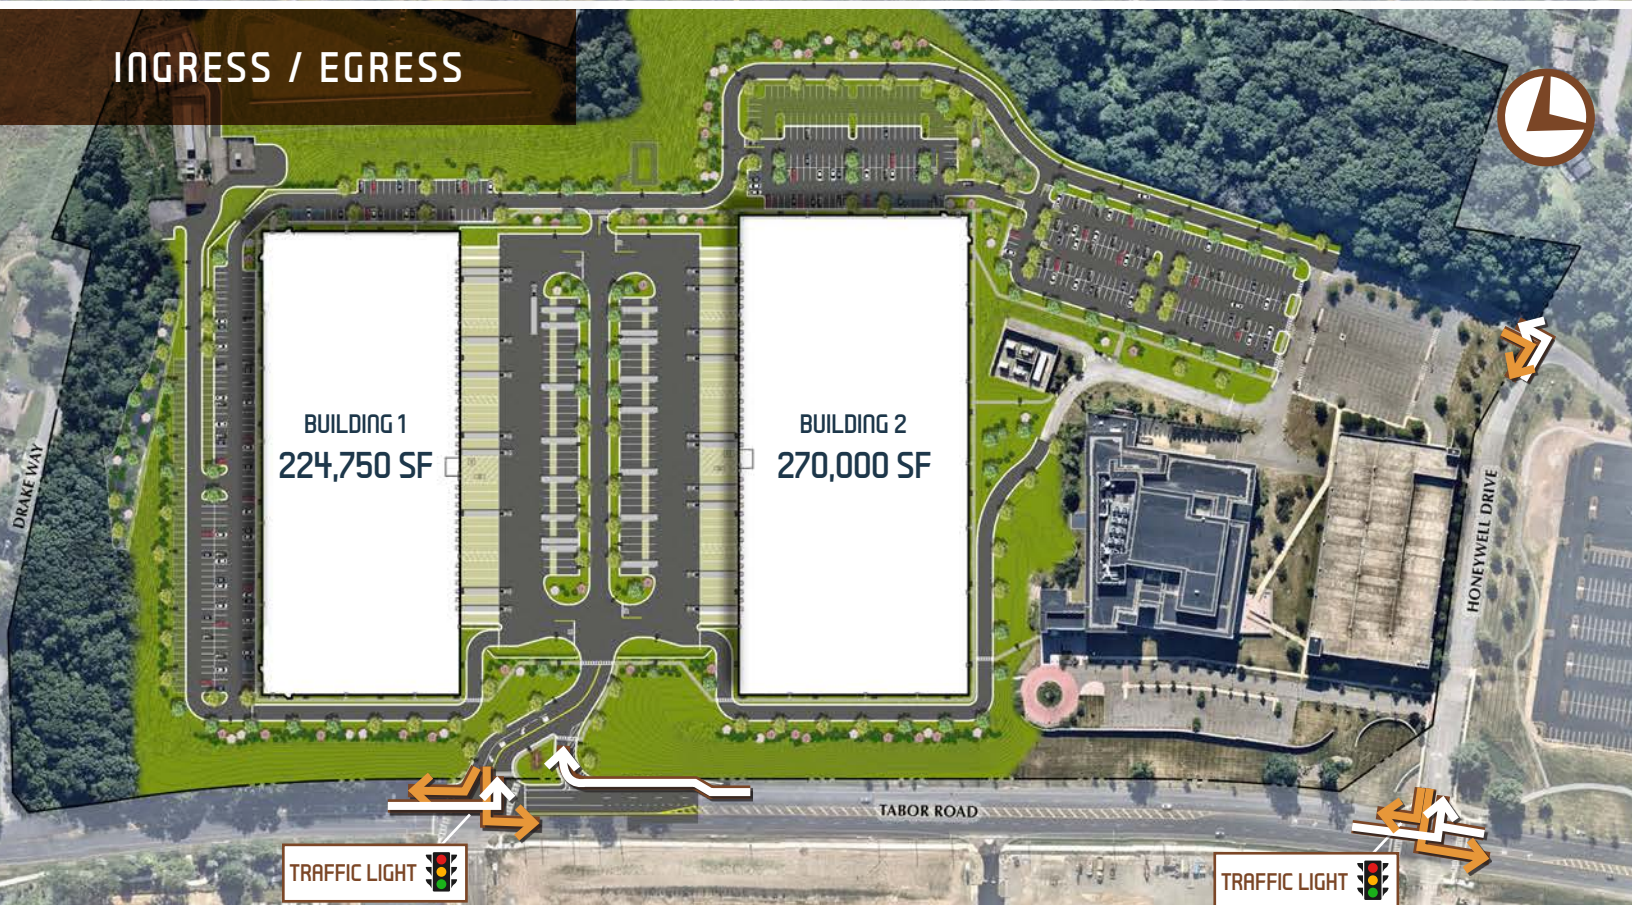 INGRESS / EGRESS
BUILDING 1
224,750 SF
BUILDING 2
270,000 SF
DRAKE WAY
HONEYWELL DRIVE
TABOR ROAD
TRAFFIC LIGHT
TRAFFIC LIGHT